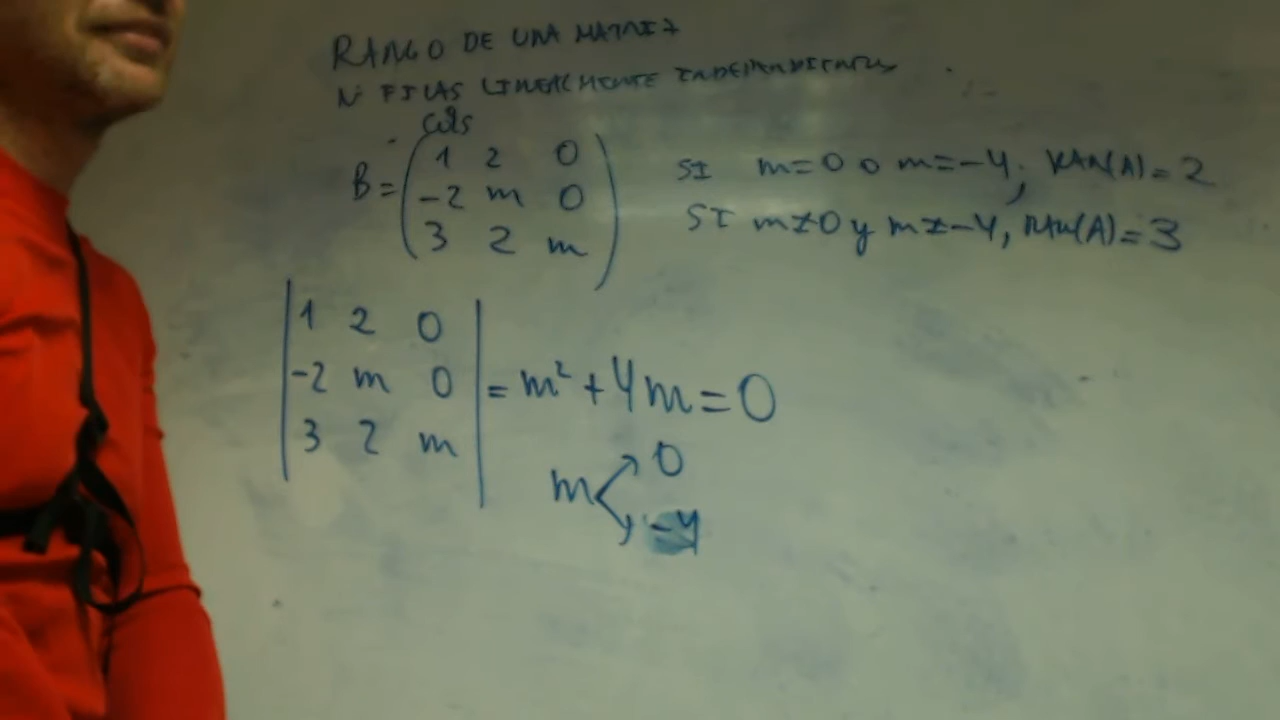 RANGO DE UNA MATRIZ
Nº FILAS LINEALMENTE INDEPENDIENTES
cols
B = ( 1 2 0
-2 m 0
3 2 m )
SI m=0 o m=-4; RAN(A)=2
SI m≠0 y m≠-4, RAN(A)=3
| 1 2 0 |
| -2 m 0 | = m² + 4m = 0
| 3 2 m |
m 0
-4